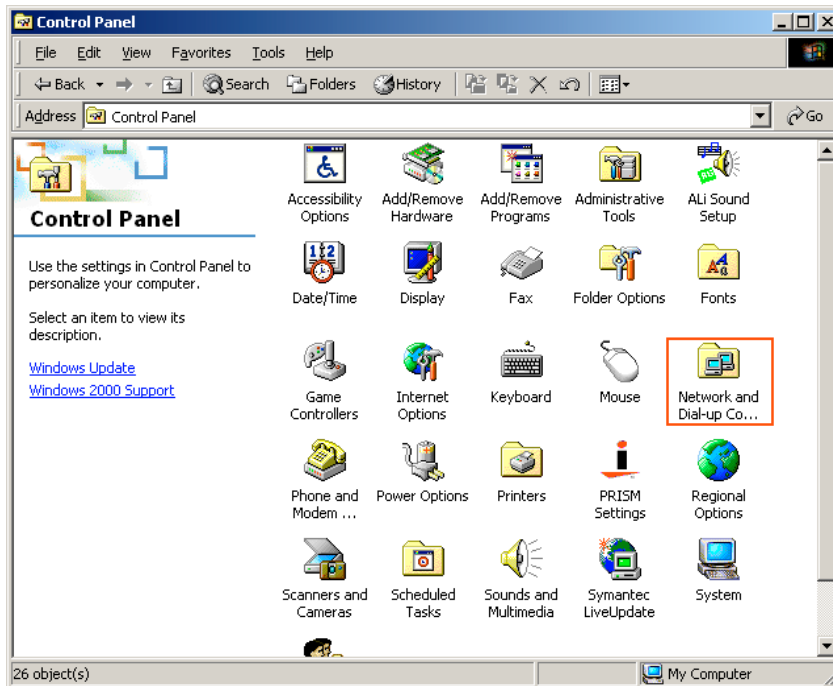 Control Panel
File Edit View Favorites Tools Help
Back Search Folders History
Address Control Panel Go
Control Panel
Use the settings in Control Panel to
personalize your computer.
Select an item to view its
description.
Windows Update
Windows 2000 Support
Accessibility
Options
Add/Remove
Hardware
Add/Remove
Programs
Administrative
Tools
ALi Sound
Setup
Date/Time
Display
Fax
Folder Options
Fonts
Game
Controllers
Internet
Options
Keyboard
Mouse
Network and
Dial-up Co...
Phone and
Modem ...
Power Options
Printers
PRISM
Settings
Regional
Options
Scanners and
Cameras
Scheduled
Tasks
Sounds and
Multimedia
Symantec
LiveUpdate
System
26 object(s) My Computer